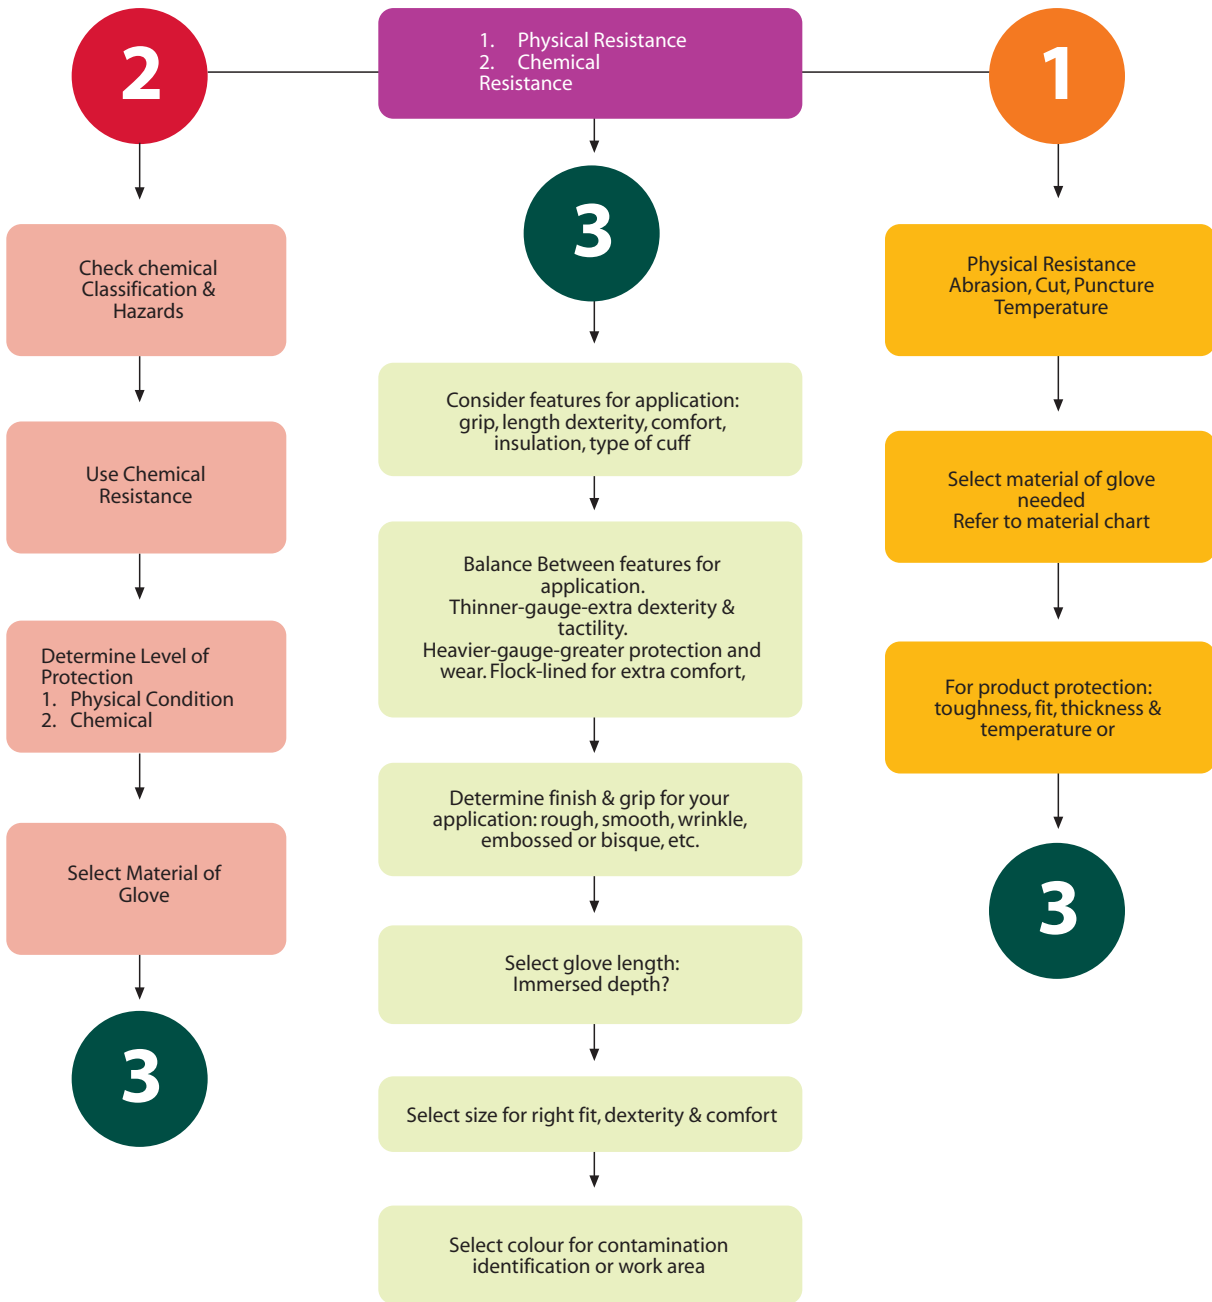 2
1. Physical Resistance
2. Chemical
Resistance
1
3
Check chemical
Classification &
Hazards
Use Chemical
Resistance
Determine Level of
Protection
1. Physical Condition
2. Chemical
Select Material of
Glove
3
Consider features for application:
grip, length dexterity, comfort,
insulation, type of cuff
Balance Between features for
application.
Thinner-gauge-extra dexterity &
tactility.
Heavier-gauge-greater protection and
wear. Flock-lined for extra comfort,
Determine finish & grip for your
application: rough, smooth, wrinkle,
embossed or bisque, etc.
Select glove length:
Immersed depth?
Select size for right fit, dexterity & comfort
Select colour for contamination
identification or work area
Physical Resistance
Abrasion, Cut, Puncture
Temperature
Select material of glove
needed
Refer to material chart
For product protection:
toughness, fit, thickness &
temperature or
3